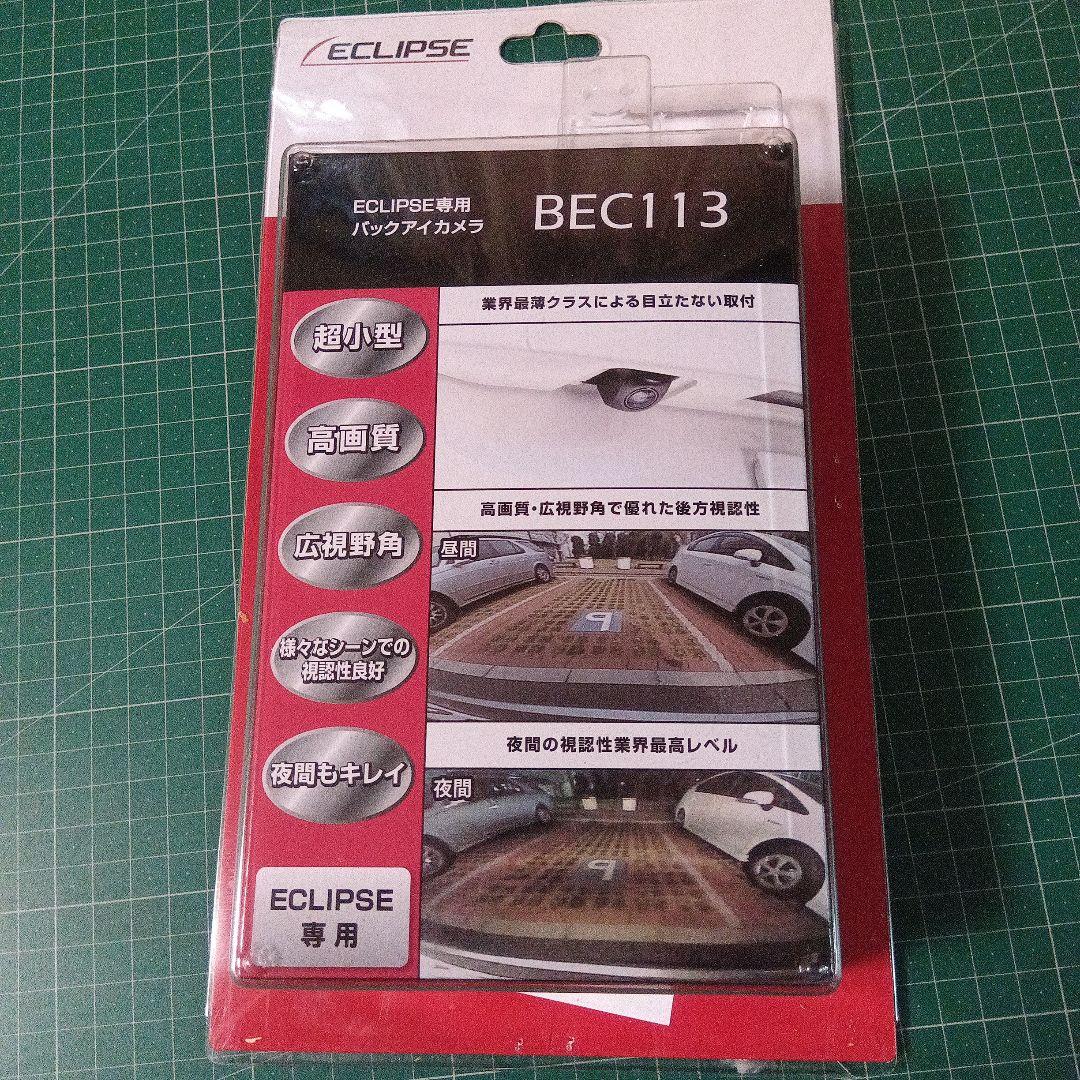 ECLIPSE
ECLIPSE専用
バックアイカメラ
BEC113
超小型
高画質
広視野角
様々なシーンでの
視認性良好
夜間もキレイ
ECLIPSE
専用
業界最薄クラスによる目立たない取付
高画質・広視野角で優れた後方視認性
昼間
P
夜間の視認性業界最高レベル
夜間
P